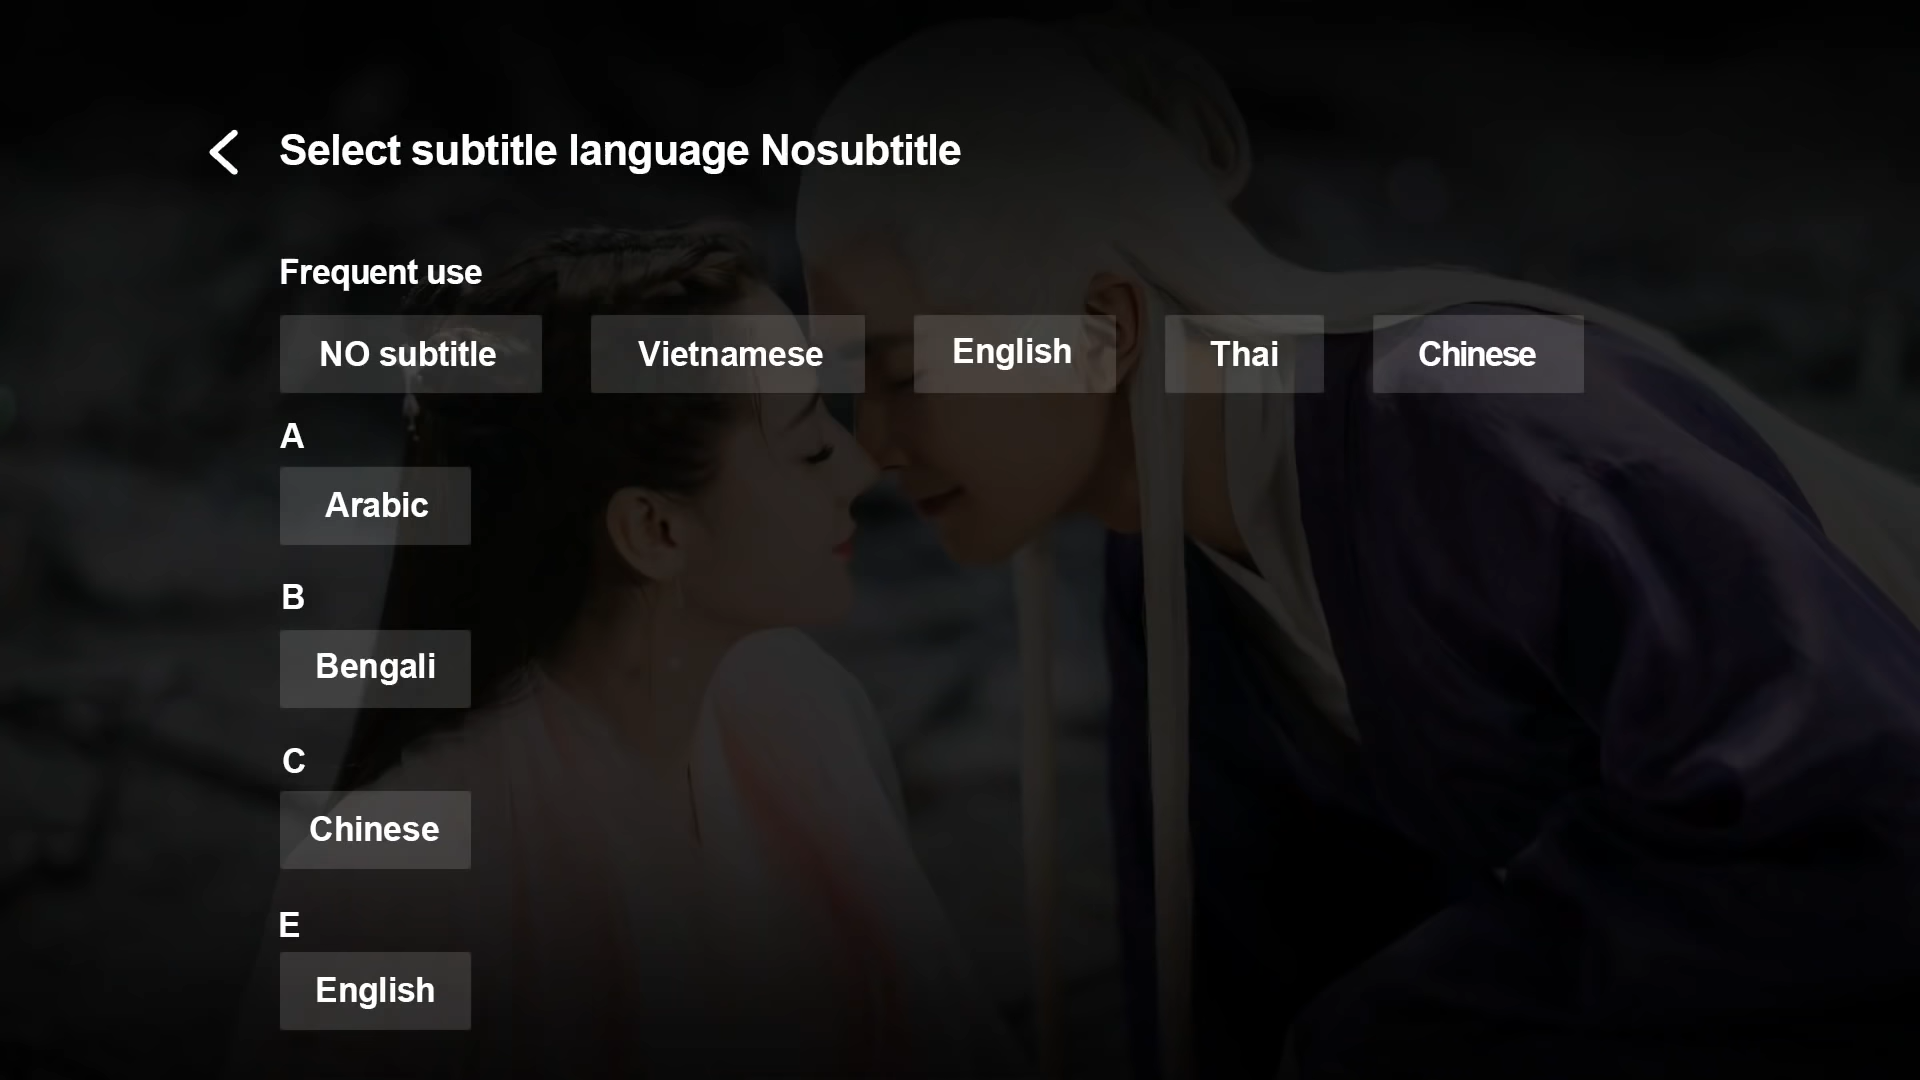 Select subtitle language Nosubtitle
Frequent use
NO subtitle Vietnamese English Thai Chinese
A
Arabic
B
Bengali
C
Chinese
E
English